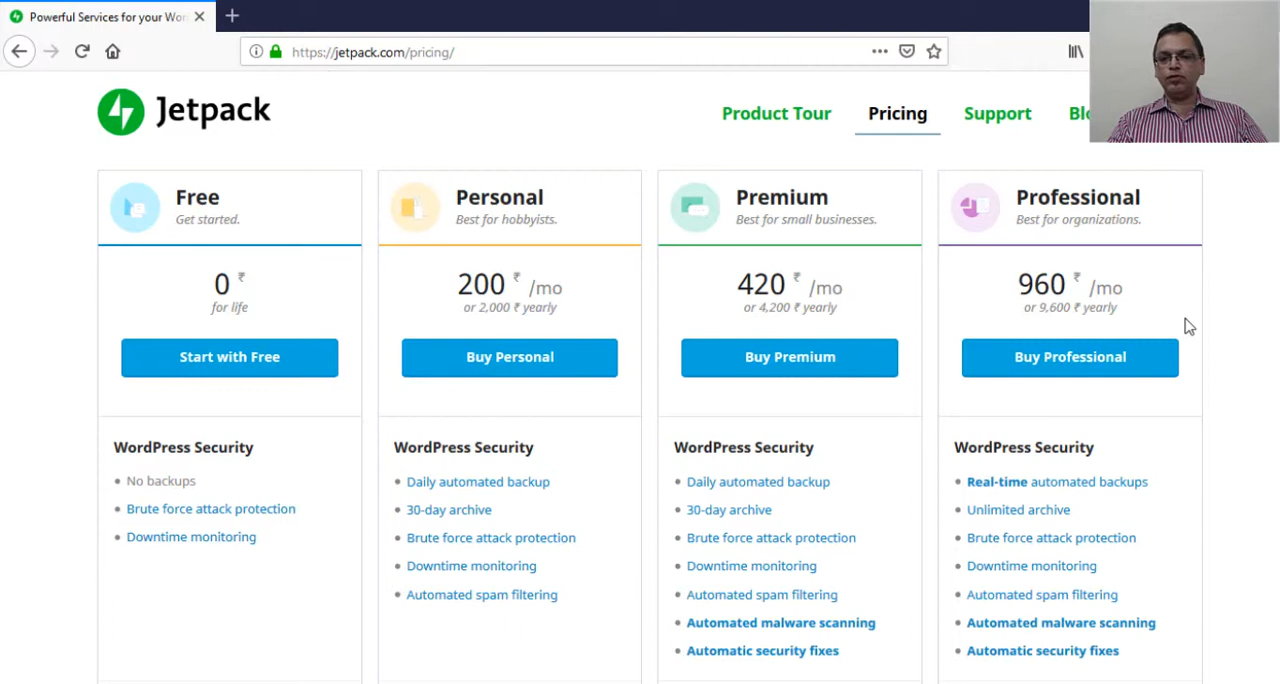 Powerful Services for your Wor
https://jetpack.com/pricing/
Jetpack
Product Tour
Pricing
Support
Free
Get started.
0 ₹
for life
Start with Free
WordPress Security
No backups
Brute force attack protection
Downtime monitoring
Personal
Best for hobbyists.
200 ₹ /mo
or 2,000 ₹ yearly
Buy Personal
WordPress Security
Daily automated backup
30-day archive
Brute force attack protection
Downtime monitoring
Automated spam filtering
Premium
Best for small businesses.
420 ₹ /mo
or 4,200 ₹ yearly
Buy Premium
WordPress Security
Daily automated backup
30-day archive
Brute force attack protection
Downtime monitoring
Automated spam filtering
Automated malware scanning
Automatic security fixes
Professional
Best for organizations.
960 ₹ /mo
or 9,600 ₹ yearly
Buy Professional
WordPress Security
Real-time automated backups
Unlimited archive
Brute force attack protection
Downtime monitoring
Automated spam filtering
Automated malware scanning
Automatic security fixes